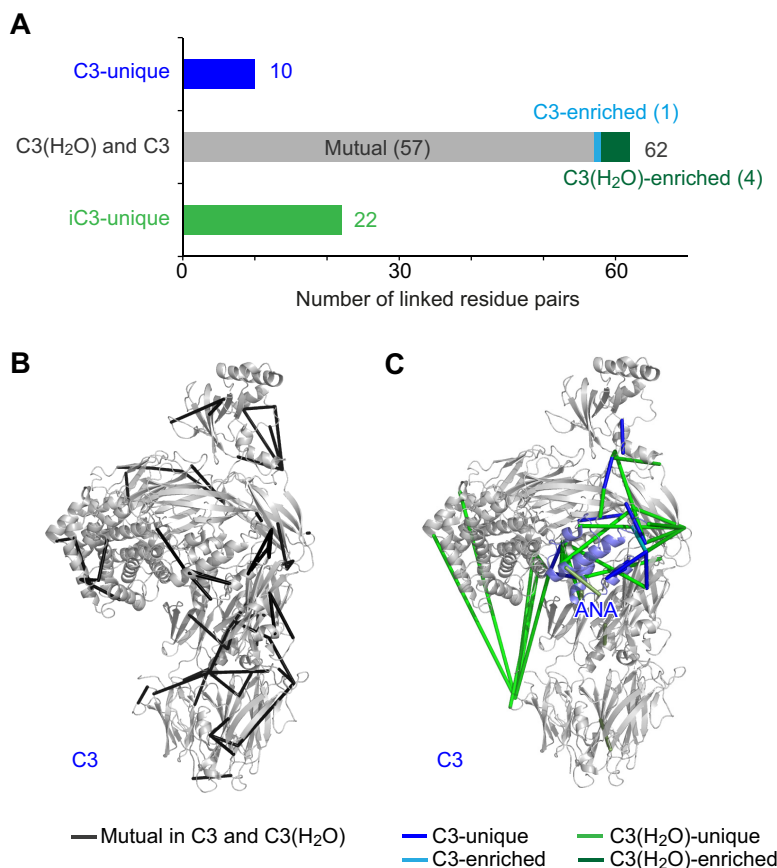 A
C3-unique 10
C3-enriched (1)
C3(H₂O) and C3 Mutual (57) 62
C3(H₂O)-enriched (4)
iC3-unique 22
0 30 60
Number of linked residue pairs
B C
ANA
C3 C3
Mutual in C3 and C3(H₂O) C3-unique C3(H₂O)-unique
C3-enriched C3(H₂O)-enriched